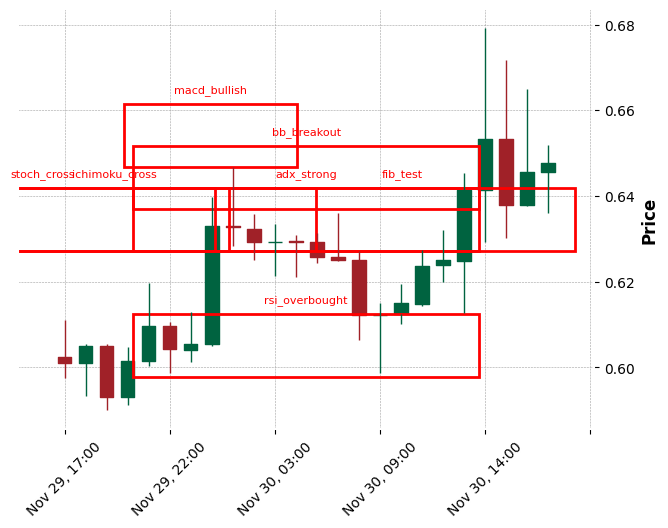 0.68
macd_bullish
0.66
bb_breakout
stoch_cross
ichimoku_cross
adx_strong
fib_test
0.64
0.62
rsi_overbought
0.60
Price
Nov 29, 17:00
Nov 29, 22:00
Nov 30, 03:00
Nov 30, 09:00
Nov 30, 14:00